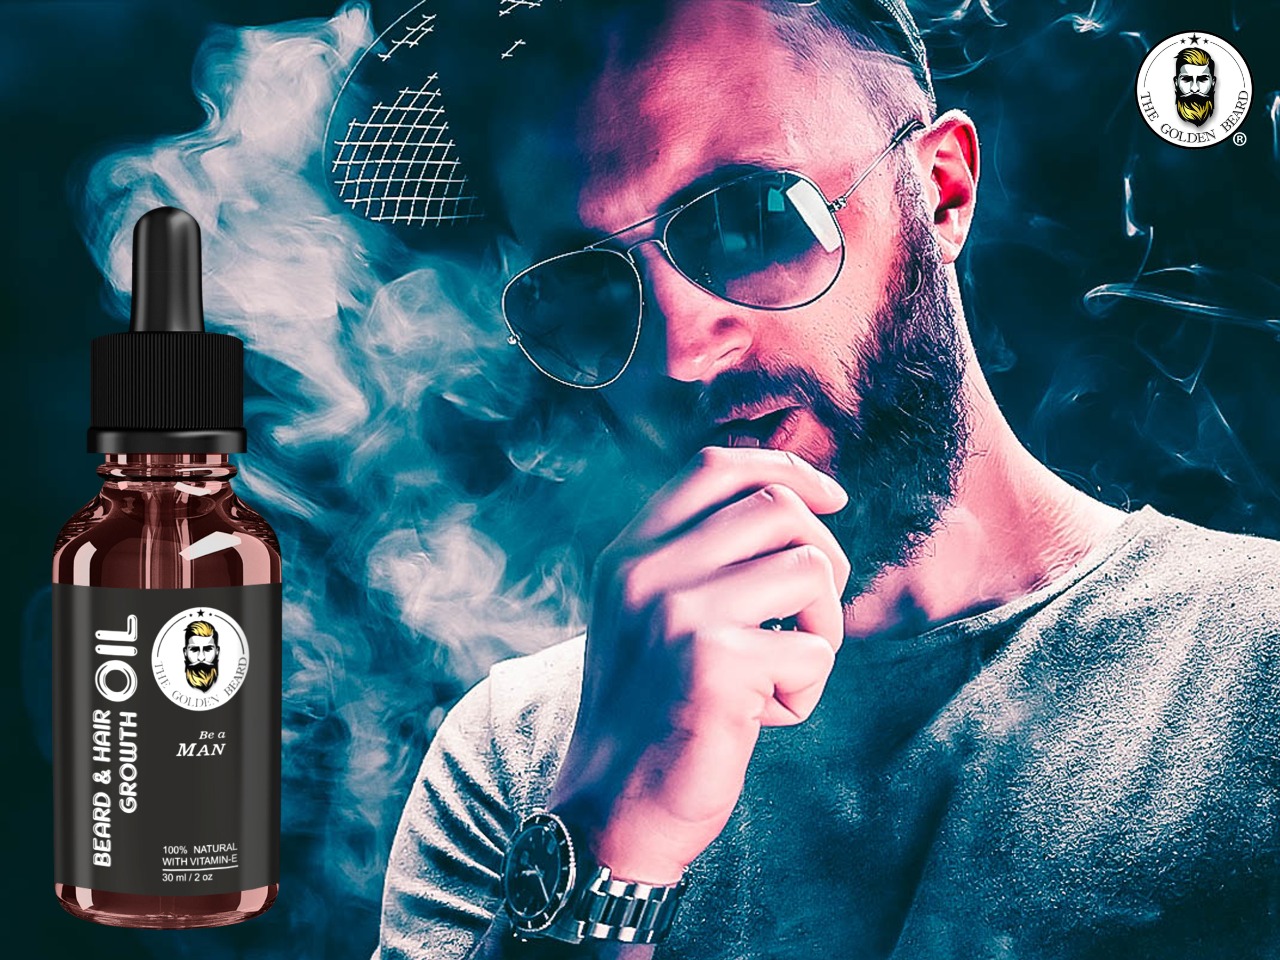 THE GOLDEN BEARD
®
BEARD & HAIR
GROWTH
OIL
THE GOLDEN BEARD
Be a
MAN
100% NATURAL
WITH VITAMIN-E
30 ml / 2 oz